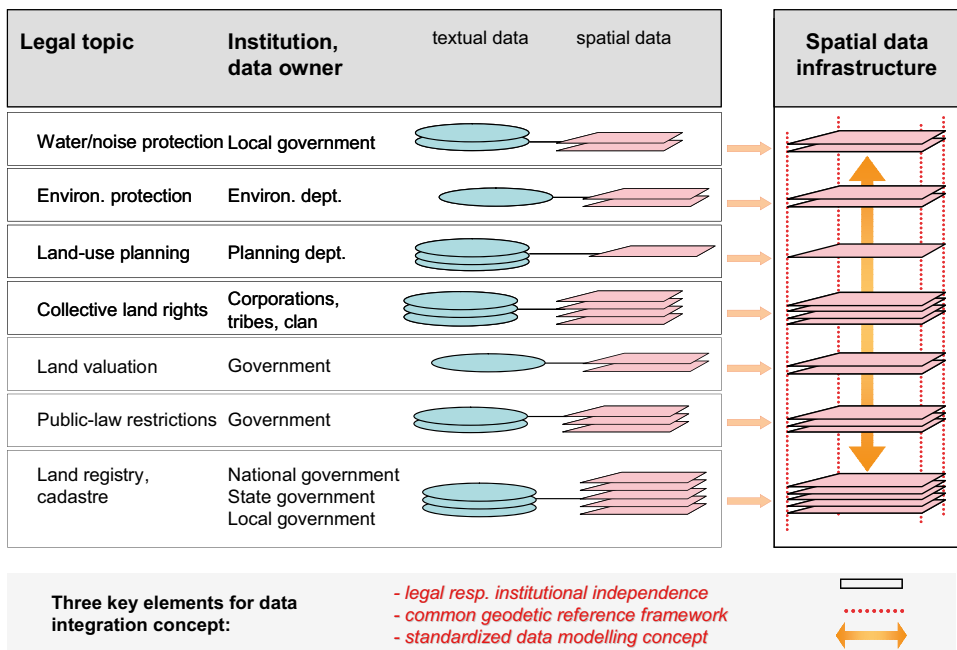 Legal topic
Institution,
data owner
textual data
spatial data
Spatial data
infrastructure
Water/noise protection
Local government
Environ. protection
Environ. dept.
Land-use planning
Planning dept.
Collective land rights
Corporations,
tribes, clan
Land valuation
Government
Public-law restrictions
Government
Land registry,
cadastre
National government
State government
Local government
Three key elements for data
integration concept:
- legal resp. institutional independence
- common geodetic reference framework
- standardized data modelling concept